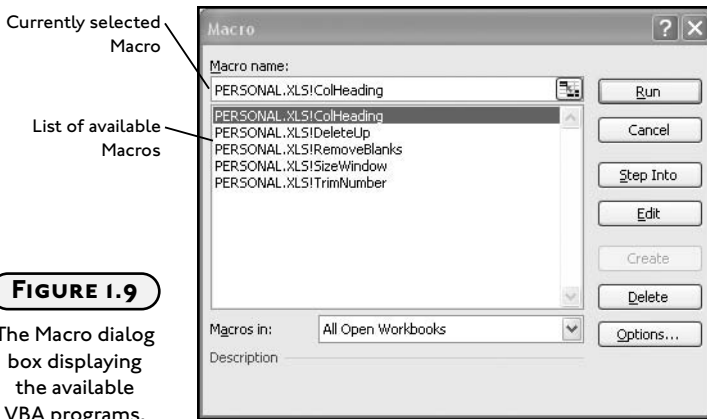 Currently selected
Macro
List of available
Macros
FIGURE 1.9
The Macro dialog
box displaying
the available
VBA programs.
Macro
?
Macro name:
PERSONAL.XLS!ColHeading
PERSONAL.XLS!ColHeading
PERSONAL.XLS!DeleteUp
PERSONAL.XLS!RemoveBlanks
PERSONAL.XLS!SizeWindow
PERSONAL.XLS!TrimNumber
Macros in:
All Open Workbooks
Description
Run
Cancel
Step Into
Edit
Create
Delete
Options...